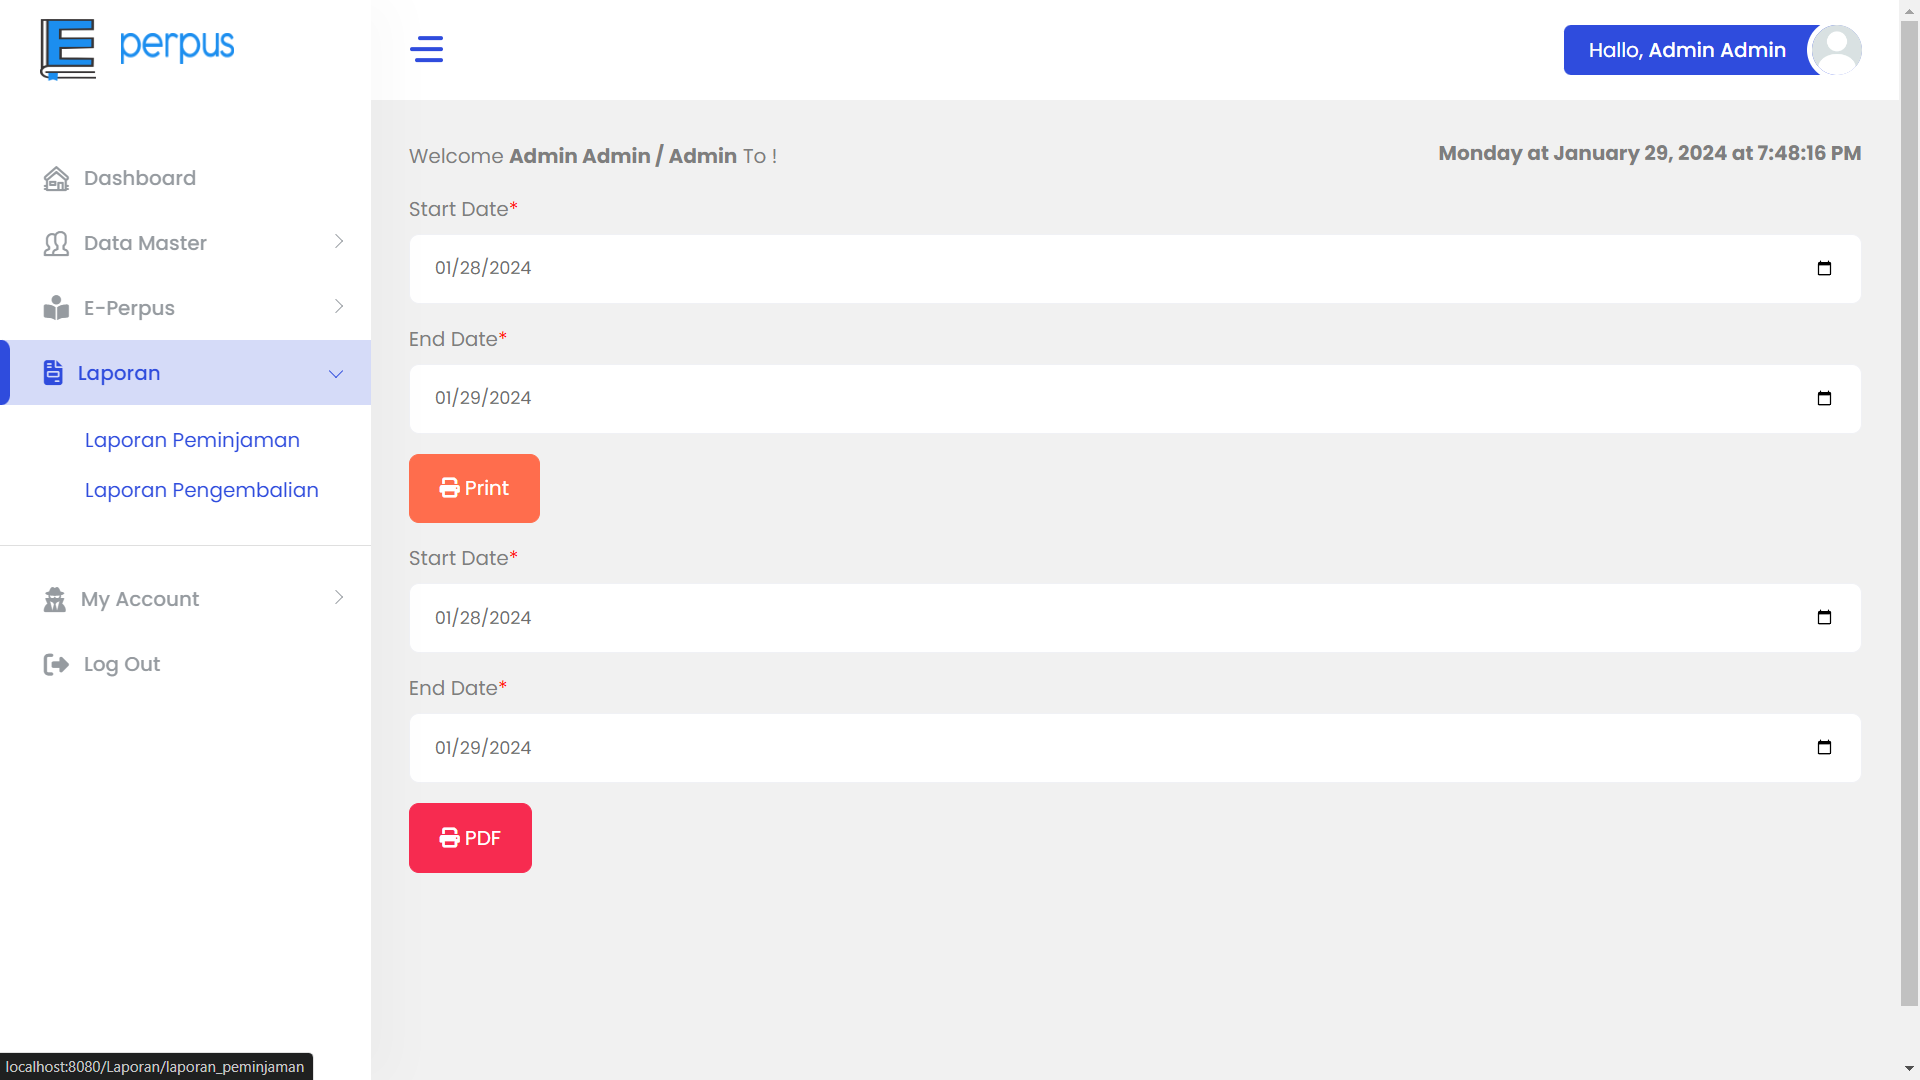 E perpus
Hallo, Admin Admin
Dashboard
Data Master
E-Perpus
Laporan
Laporan Peminjaman
Laporan Pengembalian
My Account
Log Out
Welcome Admin Admin / Admin To !
Monday at January 29, 2024 at 7:48:16 PM
Start Date*
01/28/2024
End Date*
01/29/2024
Print
Start Date*
01/28/2024
End Date*
01/29/2024
PDF
localhost:8080/Laporan/laporan_peminjaman